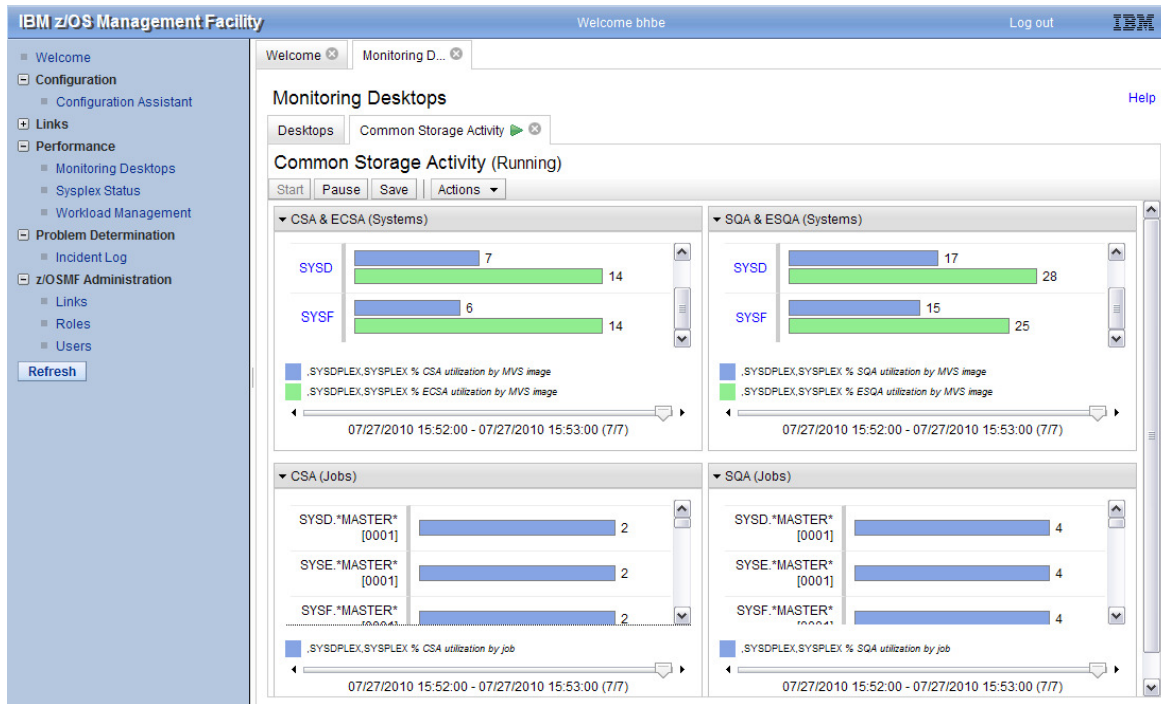 IBM z/OS Management Facility
Welcome bhbe
Log out
IBM
Welcome
Configuration
Configuration Assistant
Links
Performance
Monitoring Desktops
Sysplex Status
Workload Management
Problem Determination
Incident Log
z/OSMF Administration
Links
Roles
Users
Refresh
Welcome
Monitoring D...
Monitoring Desktops
Help
Desktops
Common Storage Activity
Common Storage Activity (Running)
Start
Pause
Save
Actions
CSA & ECSA (Systems)
SYSD
7
14
SYSF
6
14
,SYSDPLEX,SYSPLEX % CSA utilization by MVS image
,SYSDPLEX,SYSPLEX % ECSA utilization by MVS image
07/27/2010 15:52:00 - 07/27/2010 15:53:00 (7/7)
SQA & ESQA (Systems)
SYSD
17
28
SYSF
15
25
,SYSDPLEX,SYSPLEX % SQA utilization by MVS image
,SYSDPLEX,SYSPLEX % ESQA utilization by MVS image
07/27/2010 15:52:00 - 07/27/2010 15:53:00 (7/7)
CSA (Jobs)
SYSD.*MASTER*
[0001]
2
SYSE.*MASTER*
[0001]
2
SYSF.*MASTER*
2
,SYSDPLEX,SYSPLEX % CSA utilization by job
07/27/2010 15:52:00 - 07/27/2010 15:53:00 (7/7)
SQA (Jobs)
SYSD.*MASTER*
[0001]
4
SYSE.*MASTER*
[0001]
4
SYSF.*MASTER*
4
,SYSDPLEX,SYSPLEX % SQA utilization by job
07/27/2010 15:52:00 - 07/27/2010 15:53:00 (7/7)